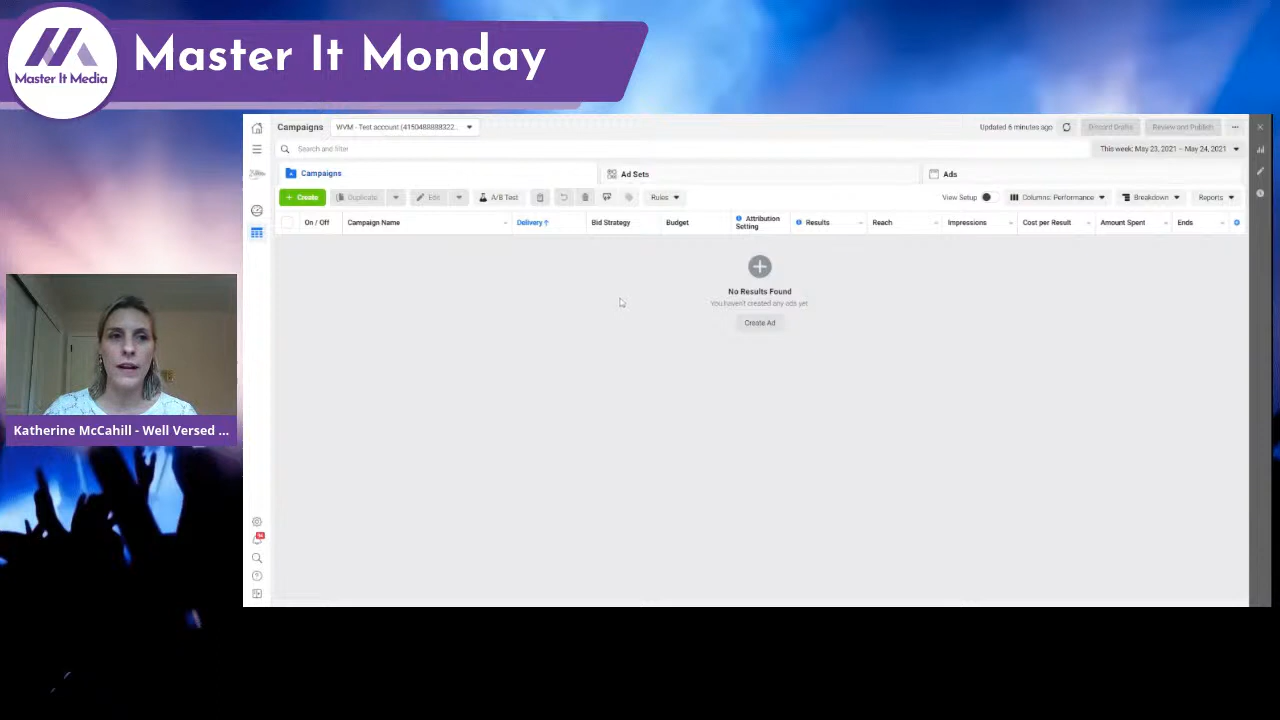 Master It Media
Master It Monday
Campaigns
Updated 6 minutes ago
Discard Drafts
Review and Publish
Search and filter
This week: May 23, 2021 – May 24, 2021
Campaigns
Ad Sets
Ads
+ Create
Duplicate
Edit
A/B Test
Rules
View Setup
Columns: Performance
Breakdown
Reports
On / Off
Campaign Name
Delivery ↑
Bid Strategy
Budget
Attribution
Setting
Results
Reach
Impressions
Cost per Result
Amount Spent
Ends
No Results Found
You haven't created any ads yet
Create Ad
Katherine McCahill - Well Versed ...